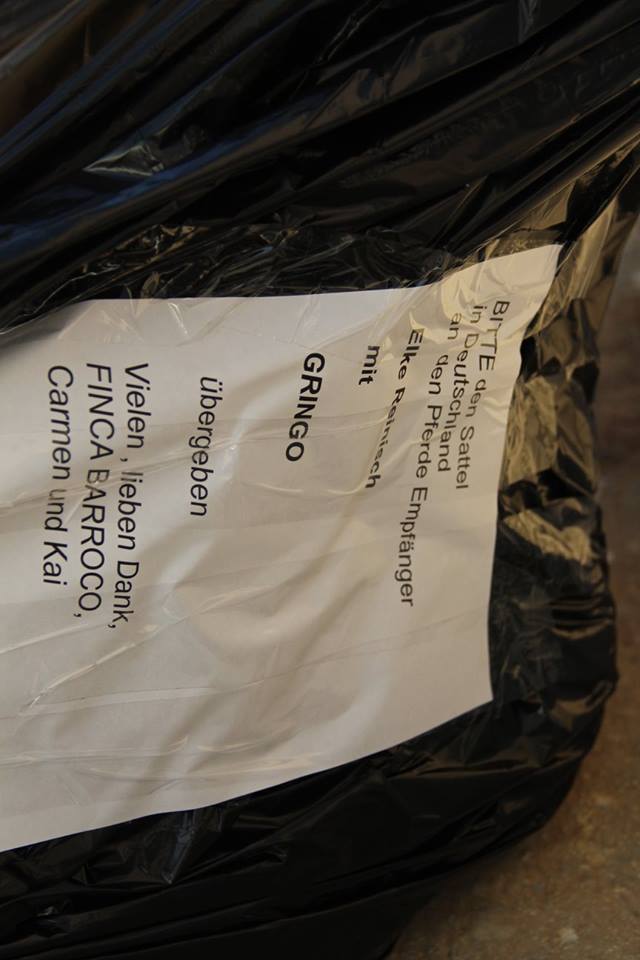 BITTE den Sattel
in Deutschland
an den Pferde Empfänger
Elke Reinisch
mit
GRINGO
übergeben
Vielen , lieben Dank,
FINCA BARROCO,
Carmen und Kai